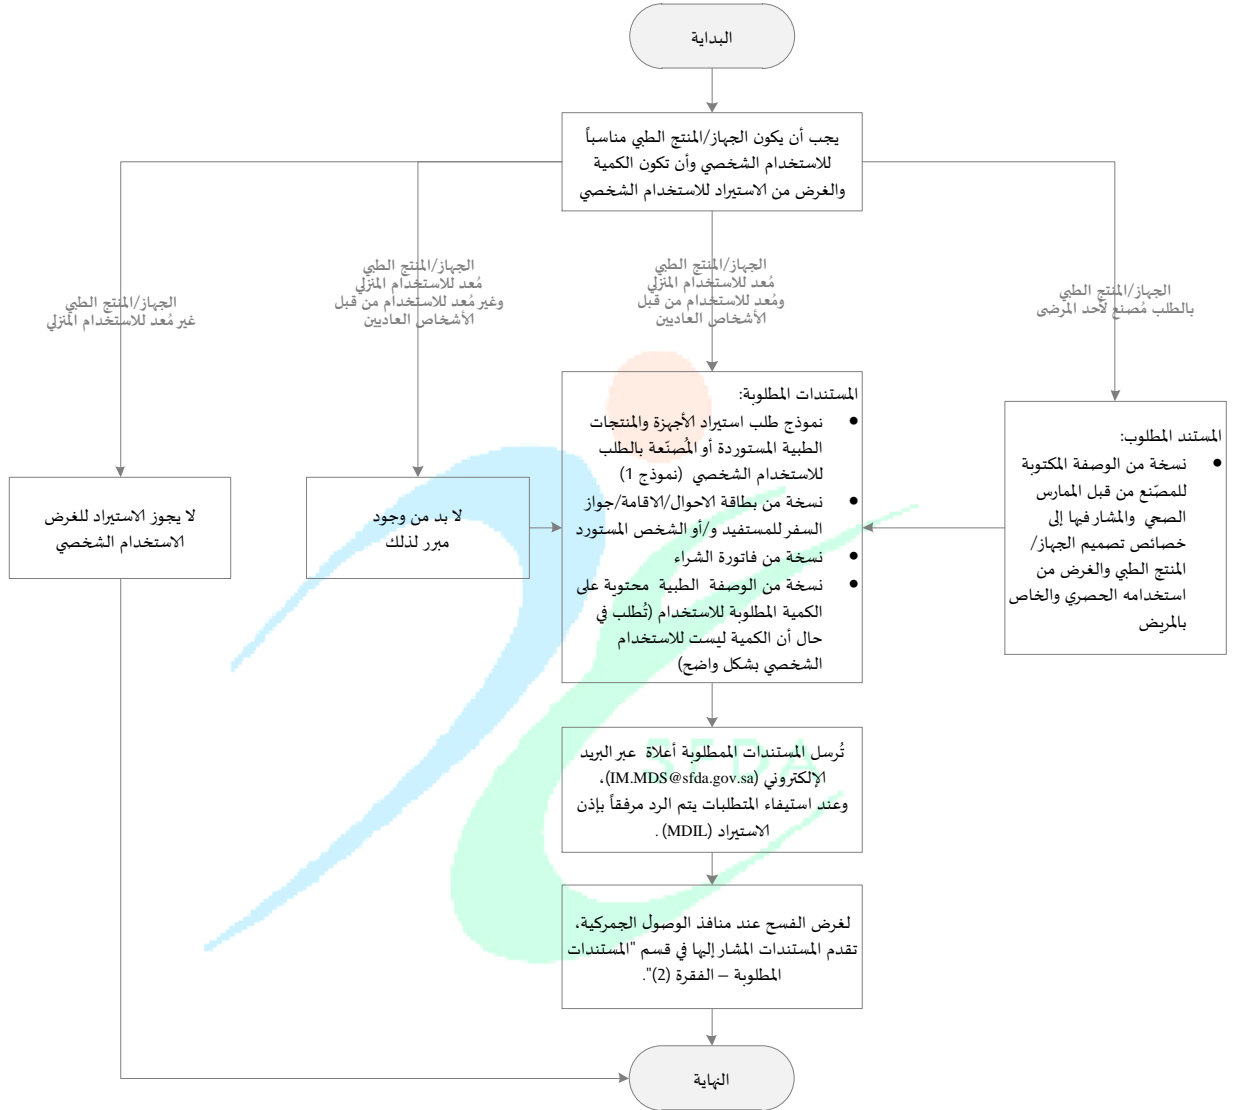 البداية
يجب أن يكون الجهاز/المنتج الطبي مناسباً
للاستخدام الشخصي وأن تكون الكمية
والغرض من الاستيراد للاستخدام الشخصي
الجهاز/المنتج الطبي
بالطلب مُصنع لأحد المرضى
الجهاز/المنتج الطبي
مُعد للاستخدام المنزلي
ومُعد للاستخدام من قبل
الأشخاص العاديين
الجهاز/المنتج الطبي
مُعد للاستخدام المنزلي
وغير مُعد للاستخدام من قبل
الأشخاص العاديين
الجهاز/المنتج الطبي
غير مُعد للاستخدام المنزلي
المستند المطلوب:
● نسخة من الوصفة المكتوبة
للمصّنع من قبل الممارس
الصحي والمشار فيها إلى
خصائص تصميم الجهاز/
المنتج الطبي والغرض من
استخدامه الحصري والخاص
بالمريض
المستندات المطلوبة:
● نموذج طلب استيراد الأجهزة والمنتجات
الطبية المستوردة أو المُصنّعة بالطلب
للاستخدام الشخصي (نموذج 1)
● نسخة من بطاقة الاحوال/الاقامة/جواز
السفر للمستفيد و/أو الشخص المستورد
● نسخة من فاتورة الشراء
● نسخة من الوصفة الطبية محتوية على
الكمية المطلوبة للاستخدام (تُطلب في
حال أن الكمية ليست للاستخدام
الشخصي بشكل واضح)
لا بد من وجود
مبرر لذلك
لا يجوز الاستيراد للغرض
الاستخدام الشخصي
تُرسل المستندات الممطلوبة أعلاة عبر البريد
الإلكتروني (IM.MDS@sfda.gov.sa)،
وعند استيفاء المتطلبات يتم الرد مرفقاً بإذن
الاستيراد (MDIL) .
SFDA
لغرض الفسح عند منافذ الوصول الجمركية،
تقدم المستندات المشار إليها في قسم "المستندات
المطلوبة – الفقرة (2)".
النهاية